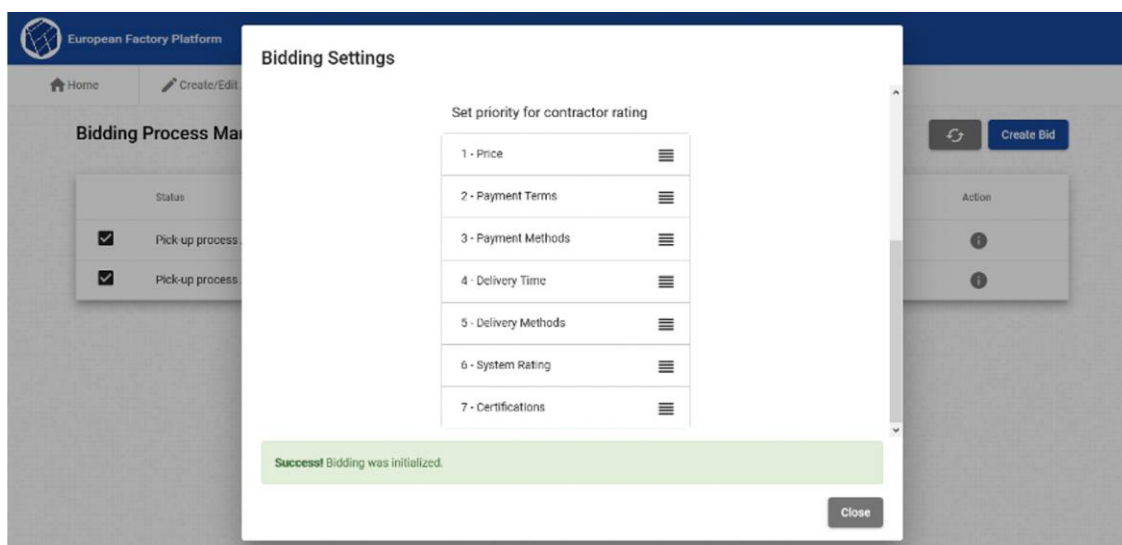 European Factory Platform
Bidding Settings
Home
Create/Edit
Set priority for contractor rating
Bidding Process Mar
Create Bid
1 - Price
Status
2 - Payment Terms
Action
Pick-up process
3 - Payment Methods
Pick-up process
4 - Delivery Time
5 - Delivery Methods
6 - System Rating
7 - Certifications
Success! Bidding was initialized.
Close